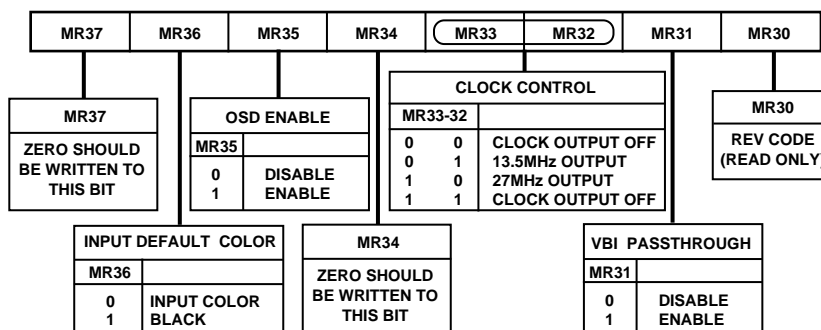 MR37 MR36 MR35 MR34 MR33 MR32 MR31 MR30
MR37
ZERO SHOULD
BE WRITTEN TO
THIS BIT
OSD ENABLE
MR35
0 DISABLE
1 ENABLE
CLOCK CONTROL
MR33-32
0 0 CLOCK OUTPUT OFF
0 1 13.5MHz OUTPUT
1 0 27MHz OUTPUT
1 1 CLOCK OUTPUT OFF
MR30
REV CODE
(READ ONLY)
INPUT DEFAULT COLOR
MR36
0 INPUT COLOR
1 BLACK
MR34
ZERO SHOULD
BE WRITTEN TO
THIS BIT
VBI PASSTHROUGH
MR31
0 DISABLE
1 ENABLE